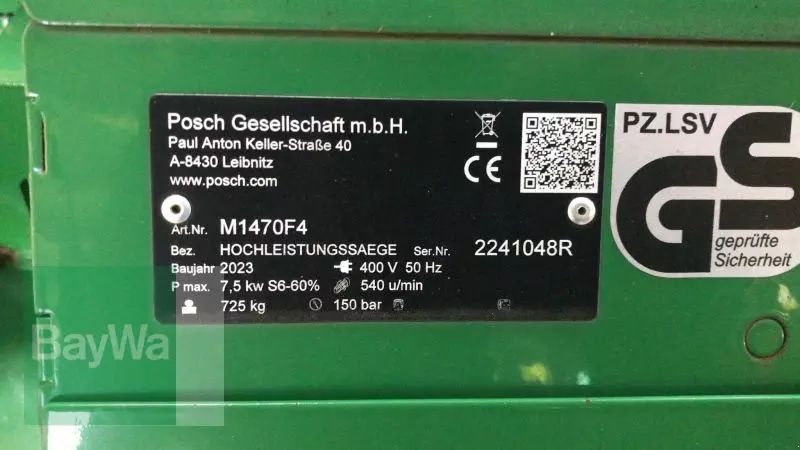 Posch Gesellschaft m.b.H.
Paul Anton Keller-Straße 40
A-8430 Leibnitz
www.posch.com
CE
Art.Nr. M1470F4
Bez. HOCHLEISTUNGSSAEGE Ser.Nr. 2241048R
Baujahr 2023 400 V 50 Hz
P max. 7,5 kw S6-60% 540 u/min
725 kg 150 bar
PZ.LSV
GS
geprüfte
Sicherheit
BayWa